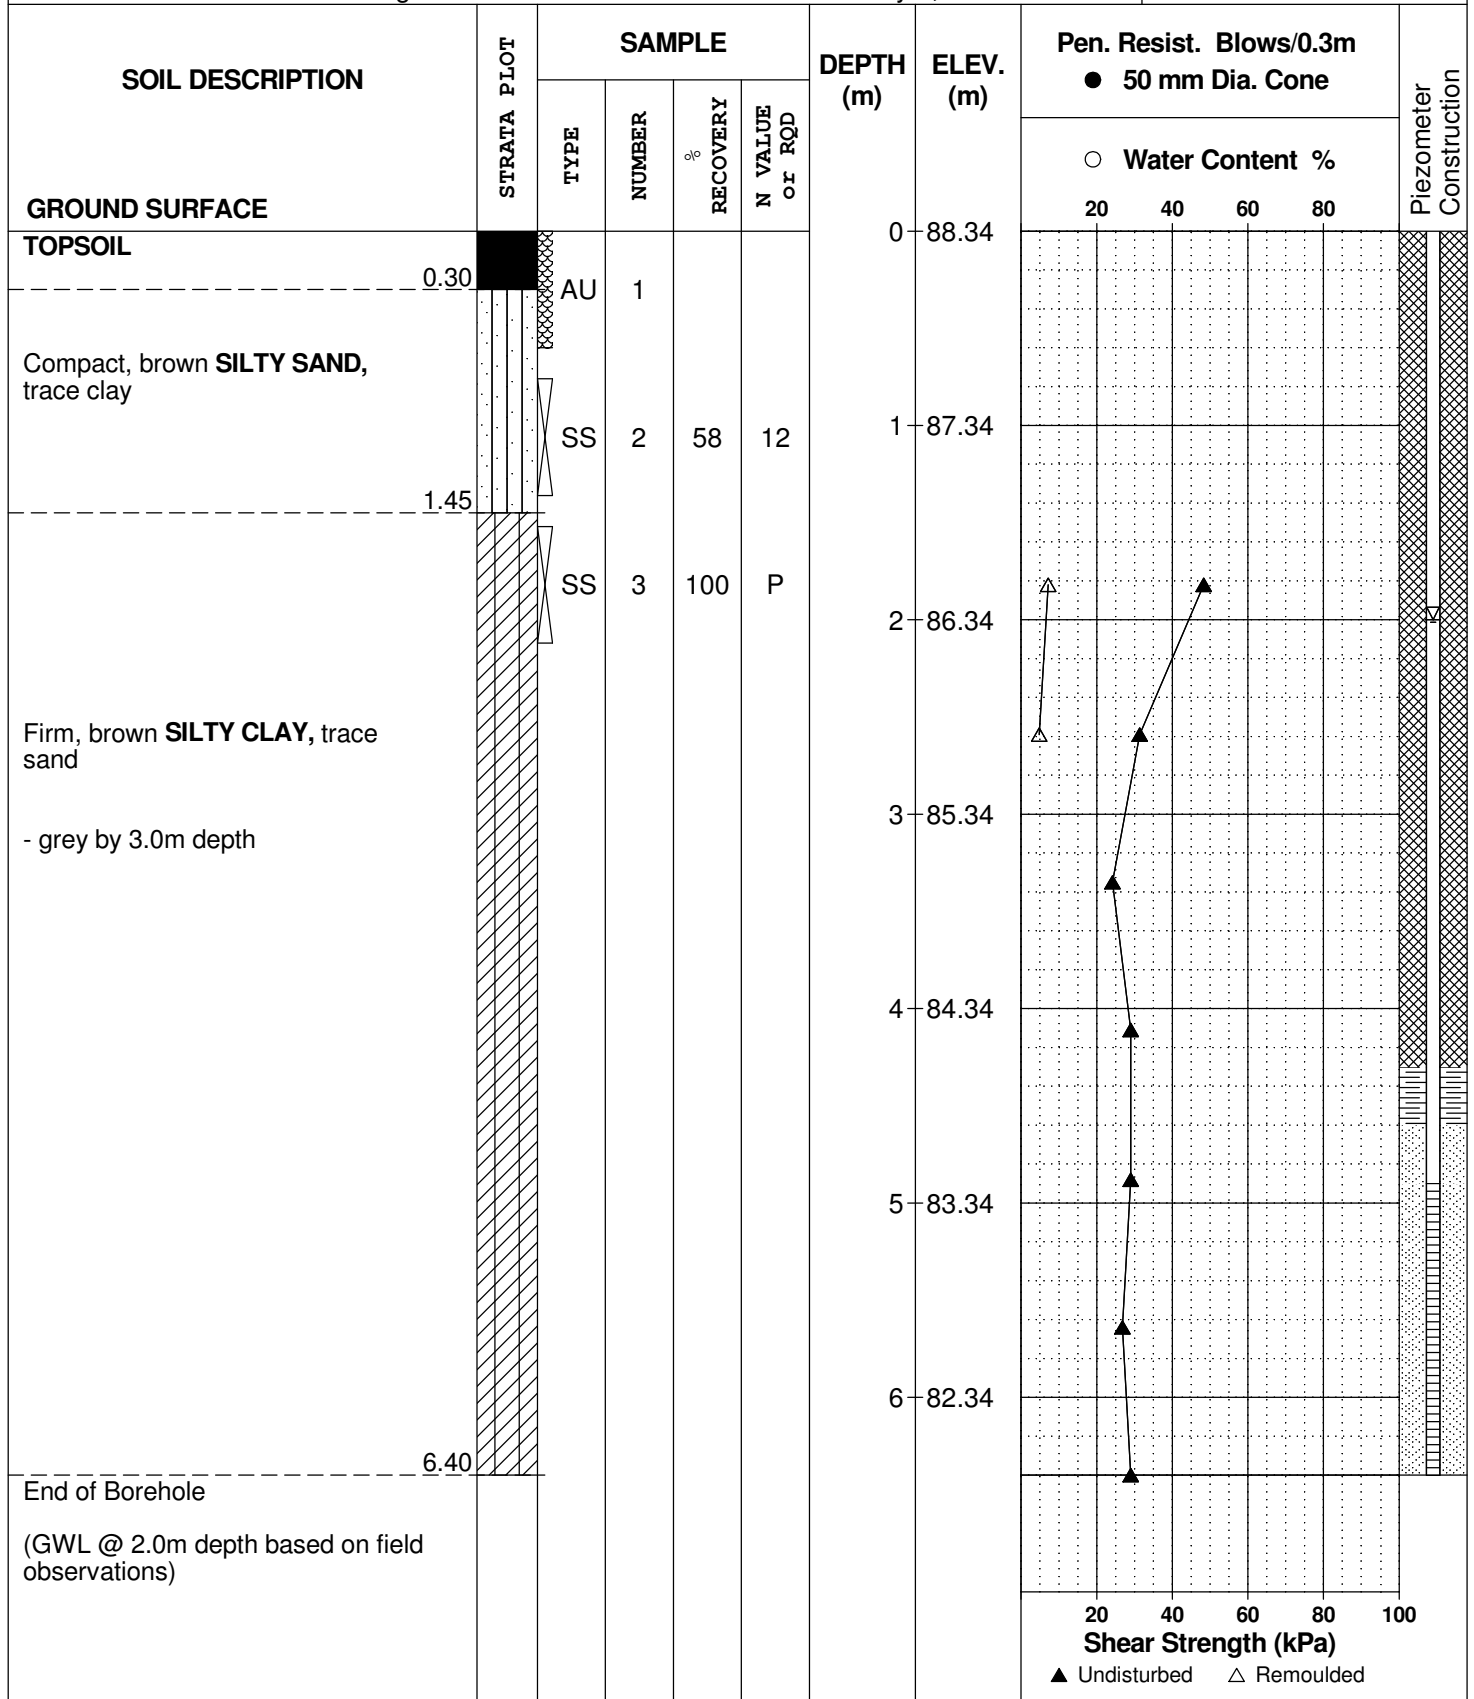 SOIL DESCRIPTION
GROUND SURFACE
STRATA PLOT
SAMPLE
TYPE
NUMBER
% RECOVERY
N VALUE or RQD
DEPTH (m)
ELEV. (m)
Pen. Resist. Blows/0.3m
● 50 mm Dia. Cone
○ Water Content %
20 40 60 80
Piezometer Construction
TOPSOIL
0.30
AU 1
0 88.34
Compact, brown SILTY SAND,
trace clay
SS 2 58 12
1 87.34
1.45
SS 3 100 P
2 86.34
Firm, brown SILTY CLAY, trace
sand
3 85.34
- grey by 3.0m depth
4 84.34
5 83.34
6 82.34
6.40
End of Borehole
(GWL @ 2.0m depth based on field
observations)
20 40 60 80 100
Shear Strength (kPa)
▲ Undisturbed △ Remoulded